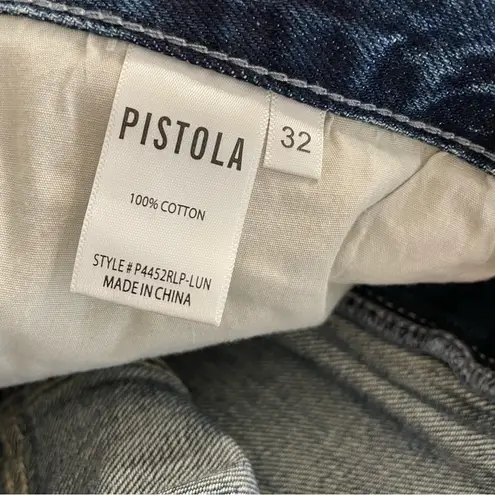 PISTOLA
32
100% COTTON
STYLE # P4452RLP-LUN
MADE IN CHINA